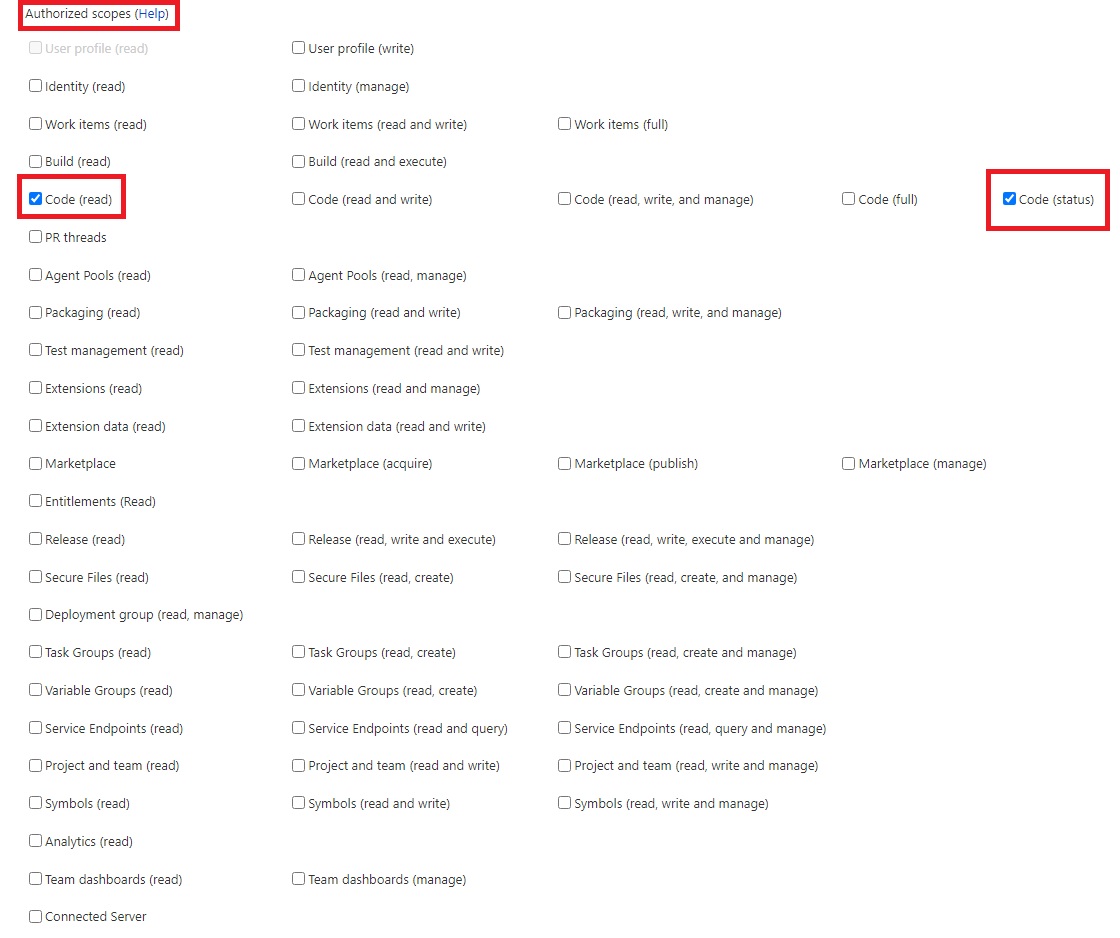 Authorized scopes (Help)
User profile (read) User profile (write)
Identity (read) Identity (manage)
Work items (read) Work items (read and write) Work items (full)
Build (read) Build (read and execute)
Code (read) Code (read and write) Code (read, write, and manage) Code (full) Code (status)
PR threads
Agent Pools (read) Agent Pools (read, manage)
Packaging (read) Packaging (read and write) Packaging (read, write, and manage)
Test management (read) Test management (read and write)
Extensions (read) Extensions (read and manage)
Extension data (read) Extension data (read and write)
Marketplace Marketplace (acquire) Marketplace (publish) Marketplace (manage)
Entitlements (Read)
Release (read) Release (read, write and execute) Release (read, write, execute and manage)
Secure Files (read) Secure Files (read, create) Secure Files (read, create, and manage)
Deployment group (read, manage)
Task Groups (read) Task Groups (read, create) Task Groups (read, create and manage)
Variable Groups (read) Variable Groups (read, create) Variable Groups (read, create and manage)
Service Endpoints (read) Service Endpoints (read and query) Service Endpoints (read, query and manage)
Project and team (read) Project and team (read and write) Project and team (read, write and manage)
Symbols (read) Symbols (read and write) Symbols (read, write and manage)
Analytics (read)
Team dashboards (read) Team dashboards (manage)
Connected Server